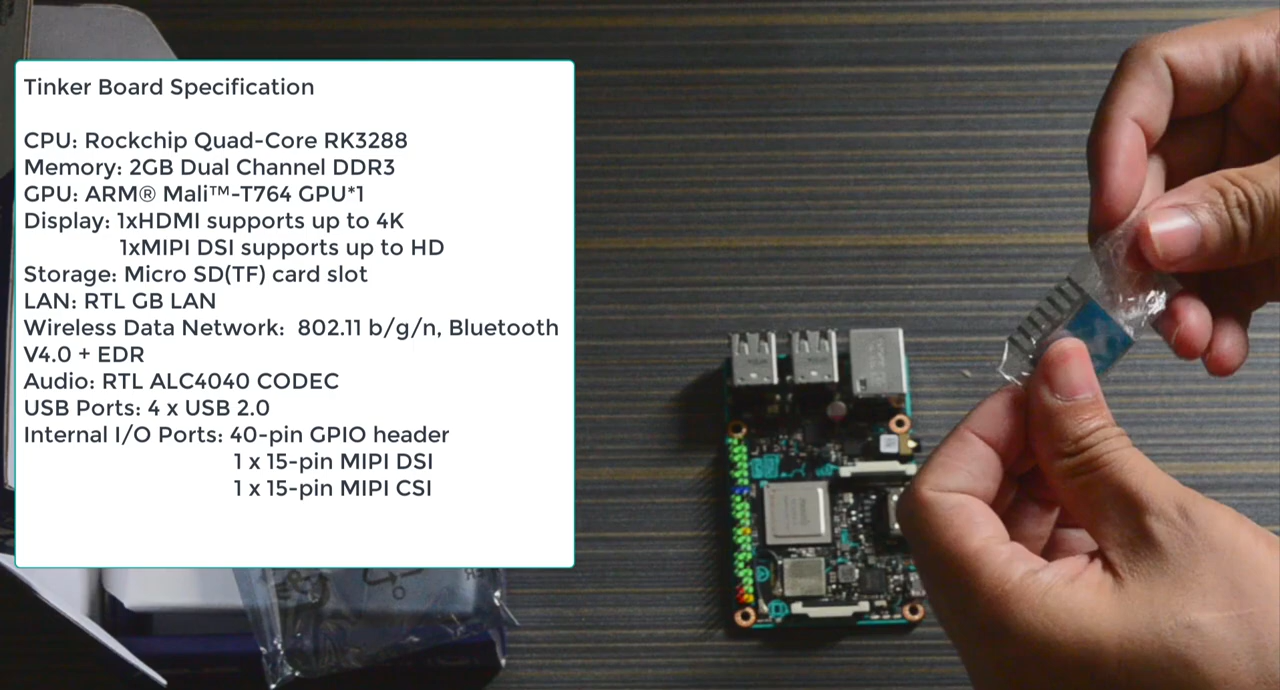 Tinker Board Specification
CPU: Rockchip Quad-Core RK3288
Memory: 2GB Dual Channel DDR3
GPU: ARM® Mali™-T764 GPU*1
Display: 1xHDMI supports up to 4K
1xMIPI DSI supports up to HD
Storage: Micro SD(TF) card slot
LAN: RTL GB LAN
Wireless Data Network:  802.11 b/g/n, Bluetooth
V4.0 + EDR
Audio: RTL ALC4040 CODEC
USB Ports: 4 x USB 2.0
Internal I/O Ports: 40-pin GPIO header
1 x 15-pin MIPI DSI
1 x 15-pin MIPI CSI